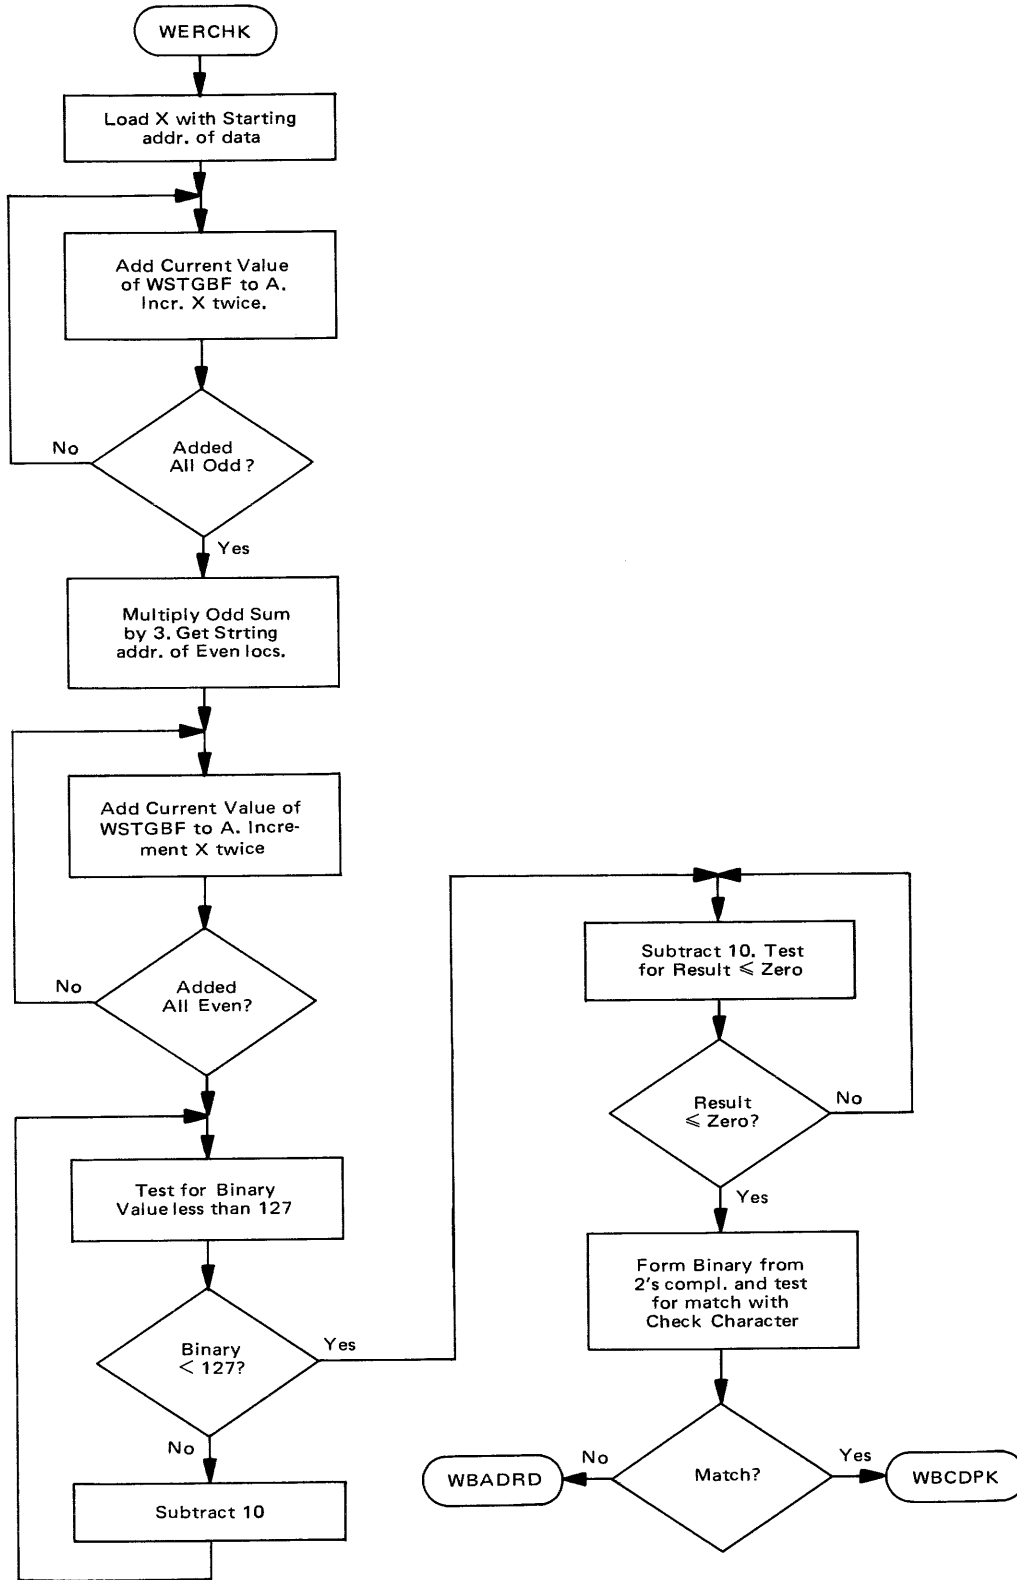 WERCHK
Load X with Starting
addr. of data
Add Current Value
of WSTGBF to A.
Incr. X twice.
Added
All Odd?
No
Yes
Multiply Odd Sum
by 3. Get Strting
addr. of Even locs.
Add Current Value of
WSTGBF to A. Incre-
ment X twice
Added
All Even?
No
Test for Binary
Value less than 127
Binary
< 127?
Yes
No
Subtract 10
Subtract 10. Test
for Result ⩽ Zero
Result
⩽ Zero?
No
Yes
Form Binary from
2's compl. and test
for match with
Check Character
Match?
No
Yes
WBADRD
WBCDPK